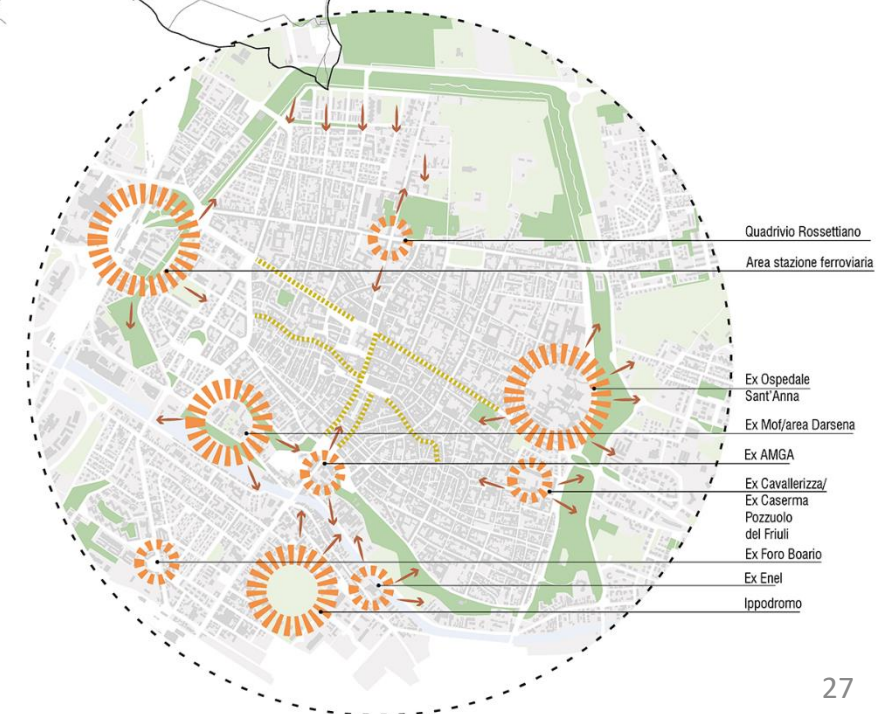 Quadrivio Rossettiano
Area stazione ferroviaria
Ex Ospedale
Sant'Anna
Ex Mof/area Darsena
Ex AMGA
Ex Cavallerizza/
Ex Caserma
Pozzuolo
del Friuli
Ex Foro Boario
Ex Enel
Ippodromo
27